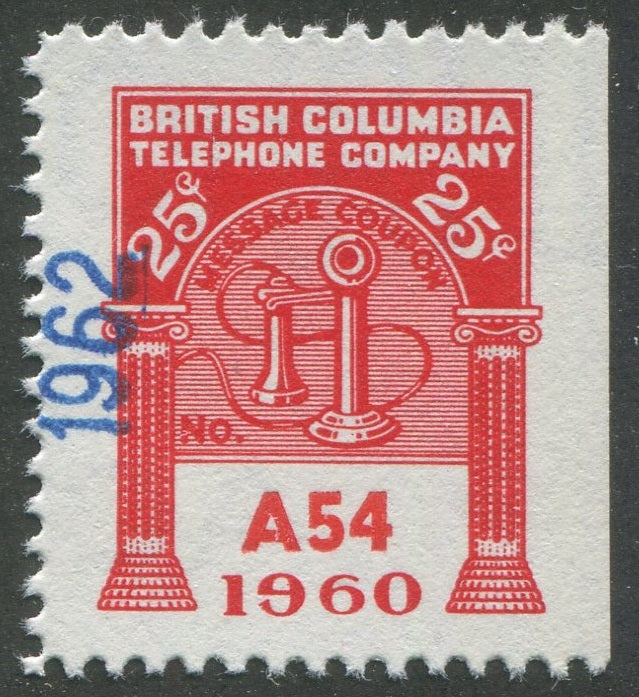 BRITISH COLUMBIA
TELEPHONE COMPANY
25¢ 25¢
MESSAGE COUPON
1962
NO.
A54
1960